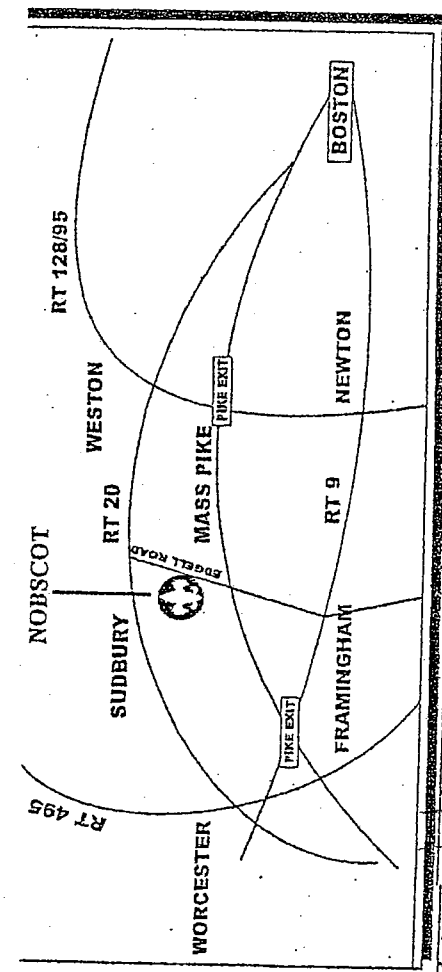 NOBSCOT
RT 128/95
WESTON
RT 20
SUDBURY
RT 495
EDGELL ROAD
MASS PIKE
PIKE EXIT
WORCESTER
PIKE EXIT
RT 9
NEWTON
BOSTON
FRAMINGHAM